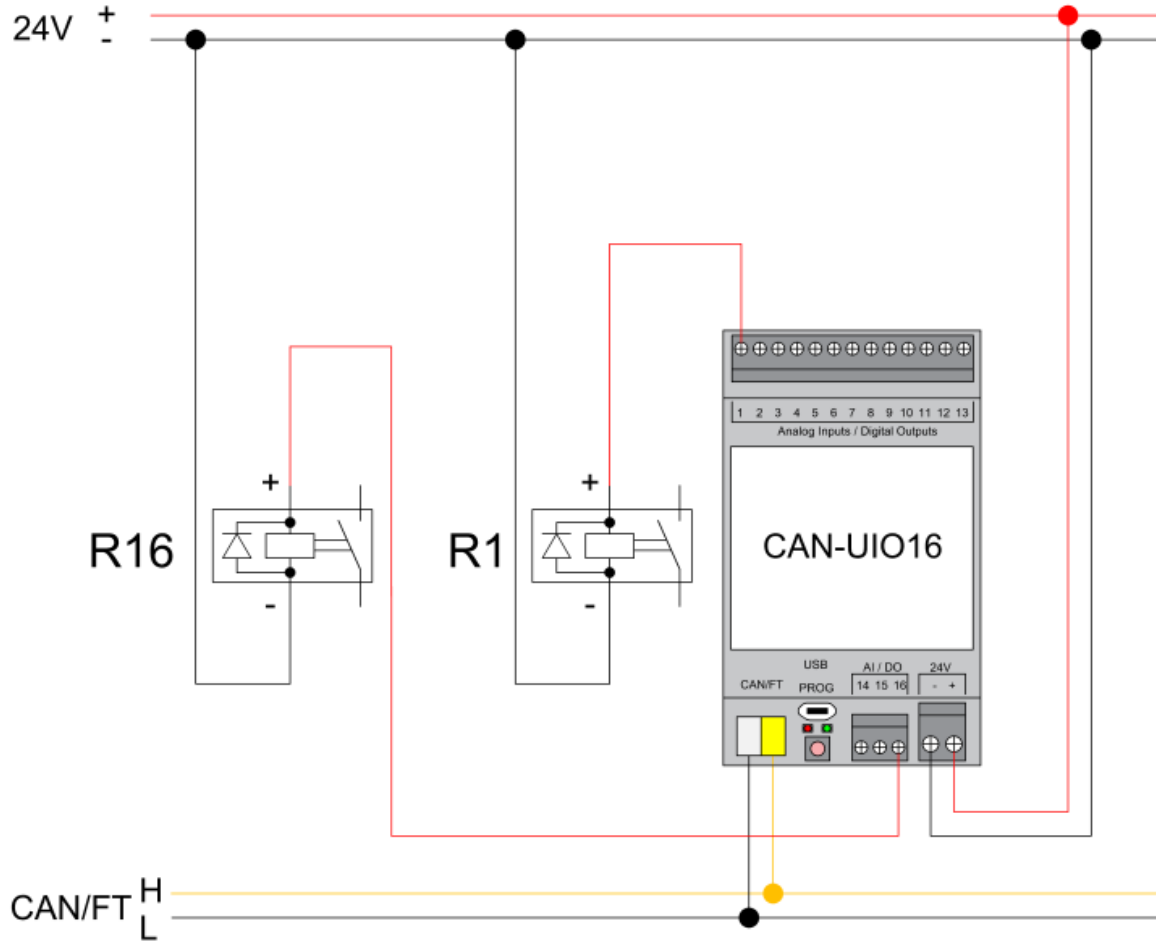 24V +
-
1 2 3 4 5 6 7 8 9 10 11 12 13
Analog Inputs / Digital Outputs
+
+
R16
R1
CAN-UIO16
-
-
USB
AI / DO
24V
CAN/FT
PROG
14 15 16
- +
CAN/FT H
L